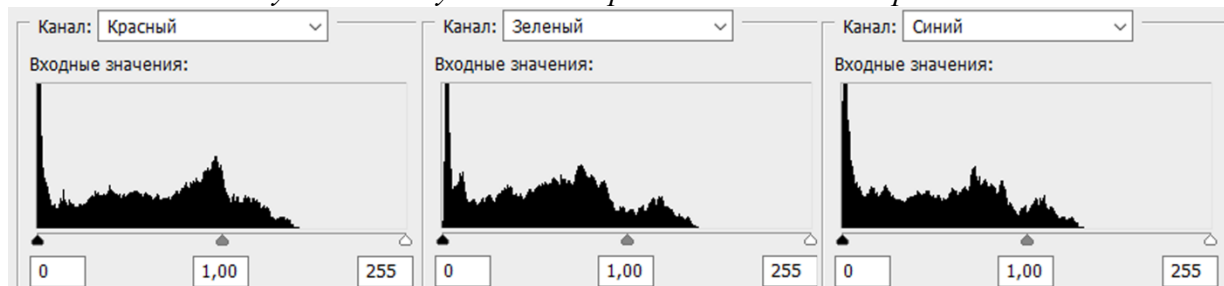 Канал: Красный
Входные значения:
0 1,00 255
Канал: Зеленый
Входные значения:
0 1,00 255
Канал: Синий
Входные значения:
0 1,00 255